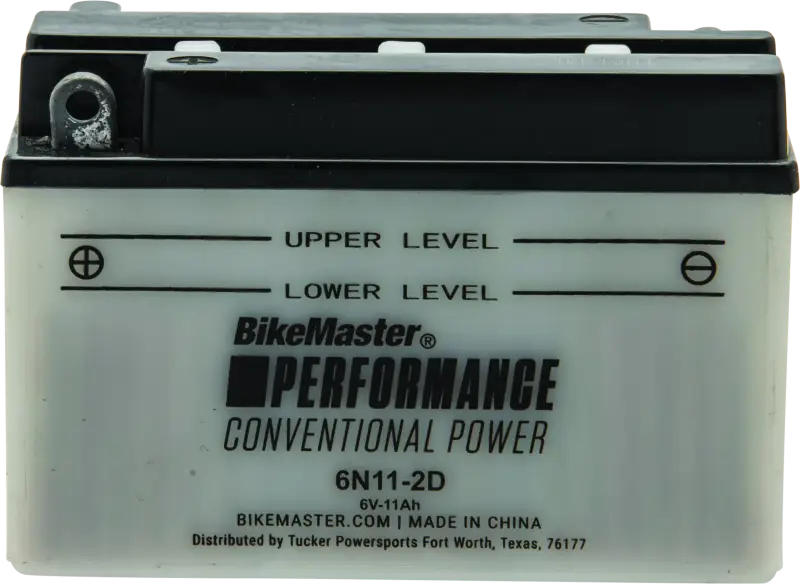 UPPER LEVEL
LOWER LEVEL
BikeMaster®
PERFORMANCE
CONVENTIONAL POWER
6N11-2D
6V-11Ah
BIKEMASTER.COM | MADE IN CHINA
Distributed by Tucker Powersports Fort Worth, Texas, 76177